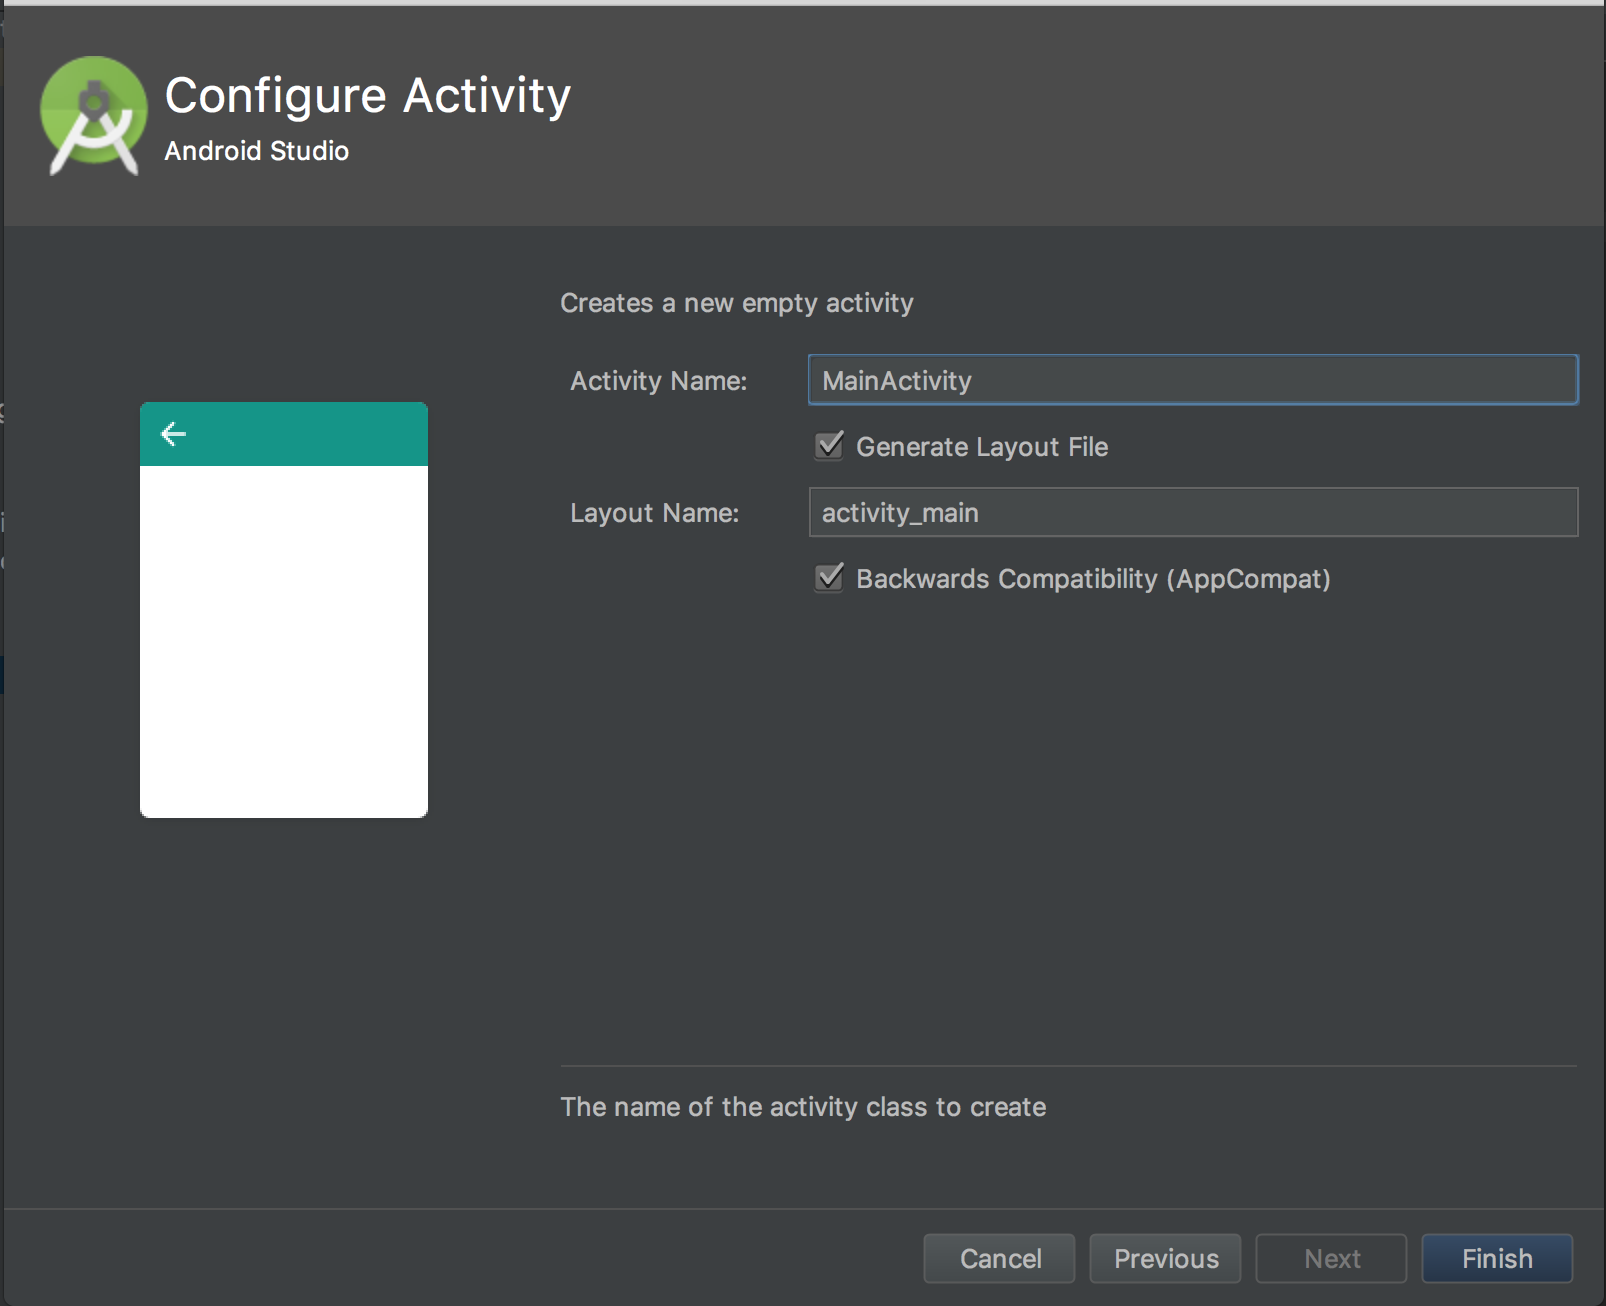 Configure Activity
Android Studio
Creates a new empty activity
Activity Name: MainActivity
Generate Layout File
Layout Name: activity_main
Backwards Compatibility (AppCompat)
The name of the activity class to create
Cancel Previous Next Finish